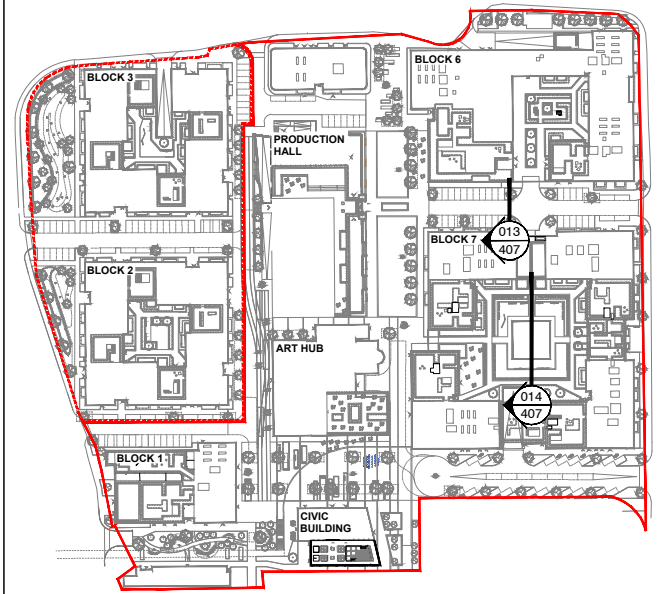 BLOCK 3
BLOCK 6
PRODUCTION
HALL
013
407
BLOCK 7
BLOCK 2
ART HUB
014
407
BLOCK 1
CIVIC
BUILDING